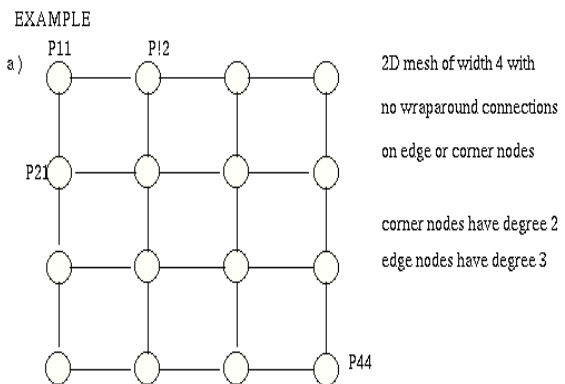 EXAMPLE
P11 P!2
a)
2D mesh of width 4 with
no wraparound connections
on edge or corner nodes
P21
corner nodes have degree 2
edge nodes have degree 3
P44